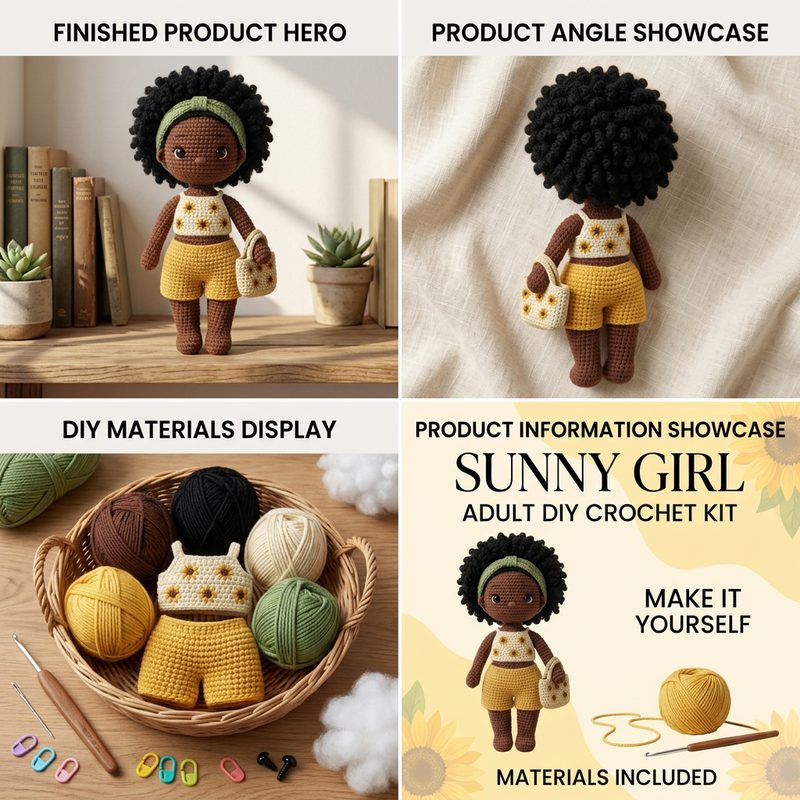 FINISHED PRODUCT HERO
PRODUCT ANGLE SHOWCASE
DIY MATERIALS DISPLAY
PRODUCT INFORMATION SHOWCASE
SUNNY GIRL
ADULT DIY CROCHET KIT
MAKE IT
YOURSELF
MATERIALS INCLUDED